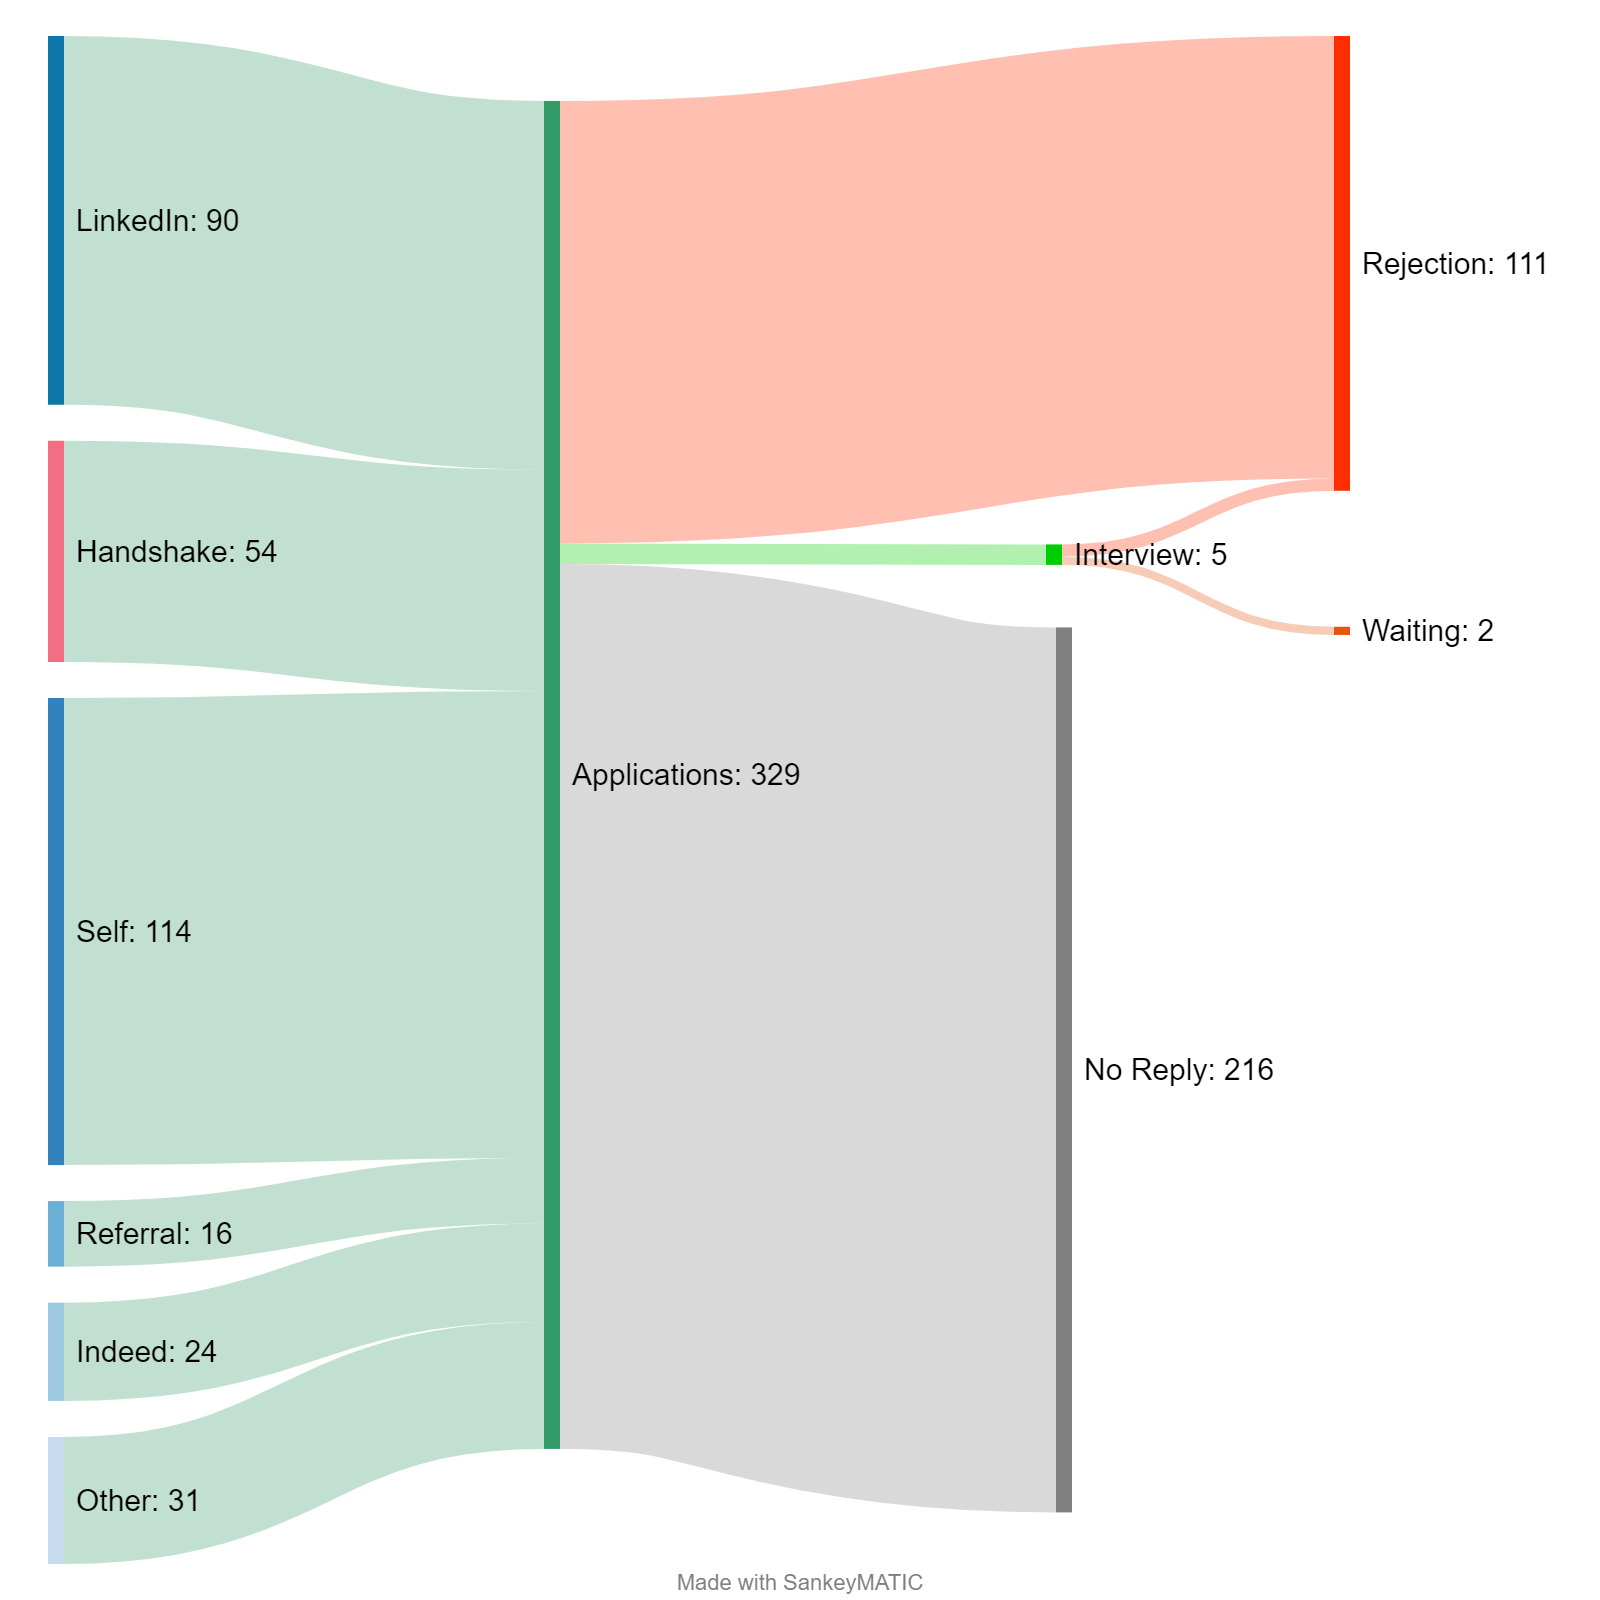 LinkedIn: 90
Handshake: 54
Self: 114
Referral: 16
Indeed: 24
Other: 31
Applications: 329
Rejection: 111
Interview: 5
Waiting: 2
No Reply: 216
Made with SankeyMATIC